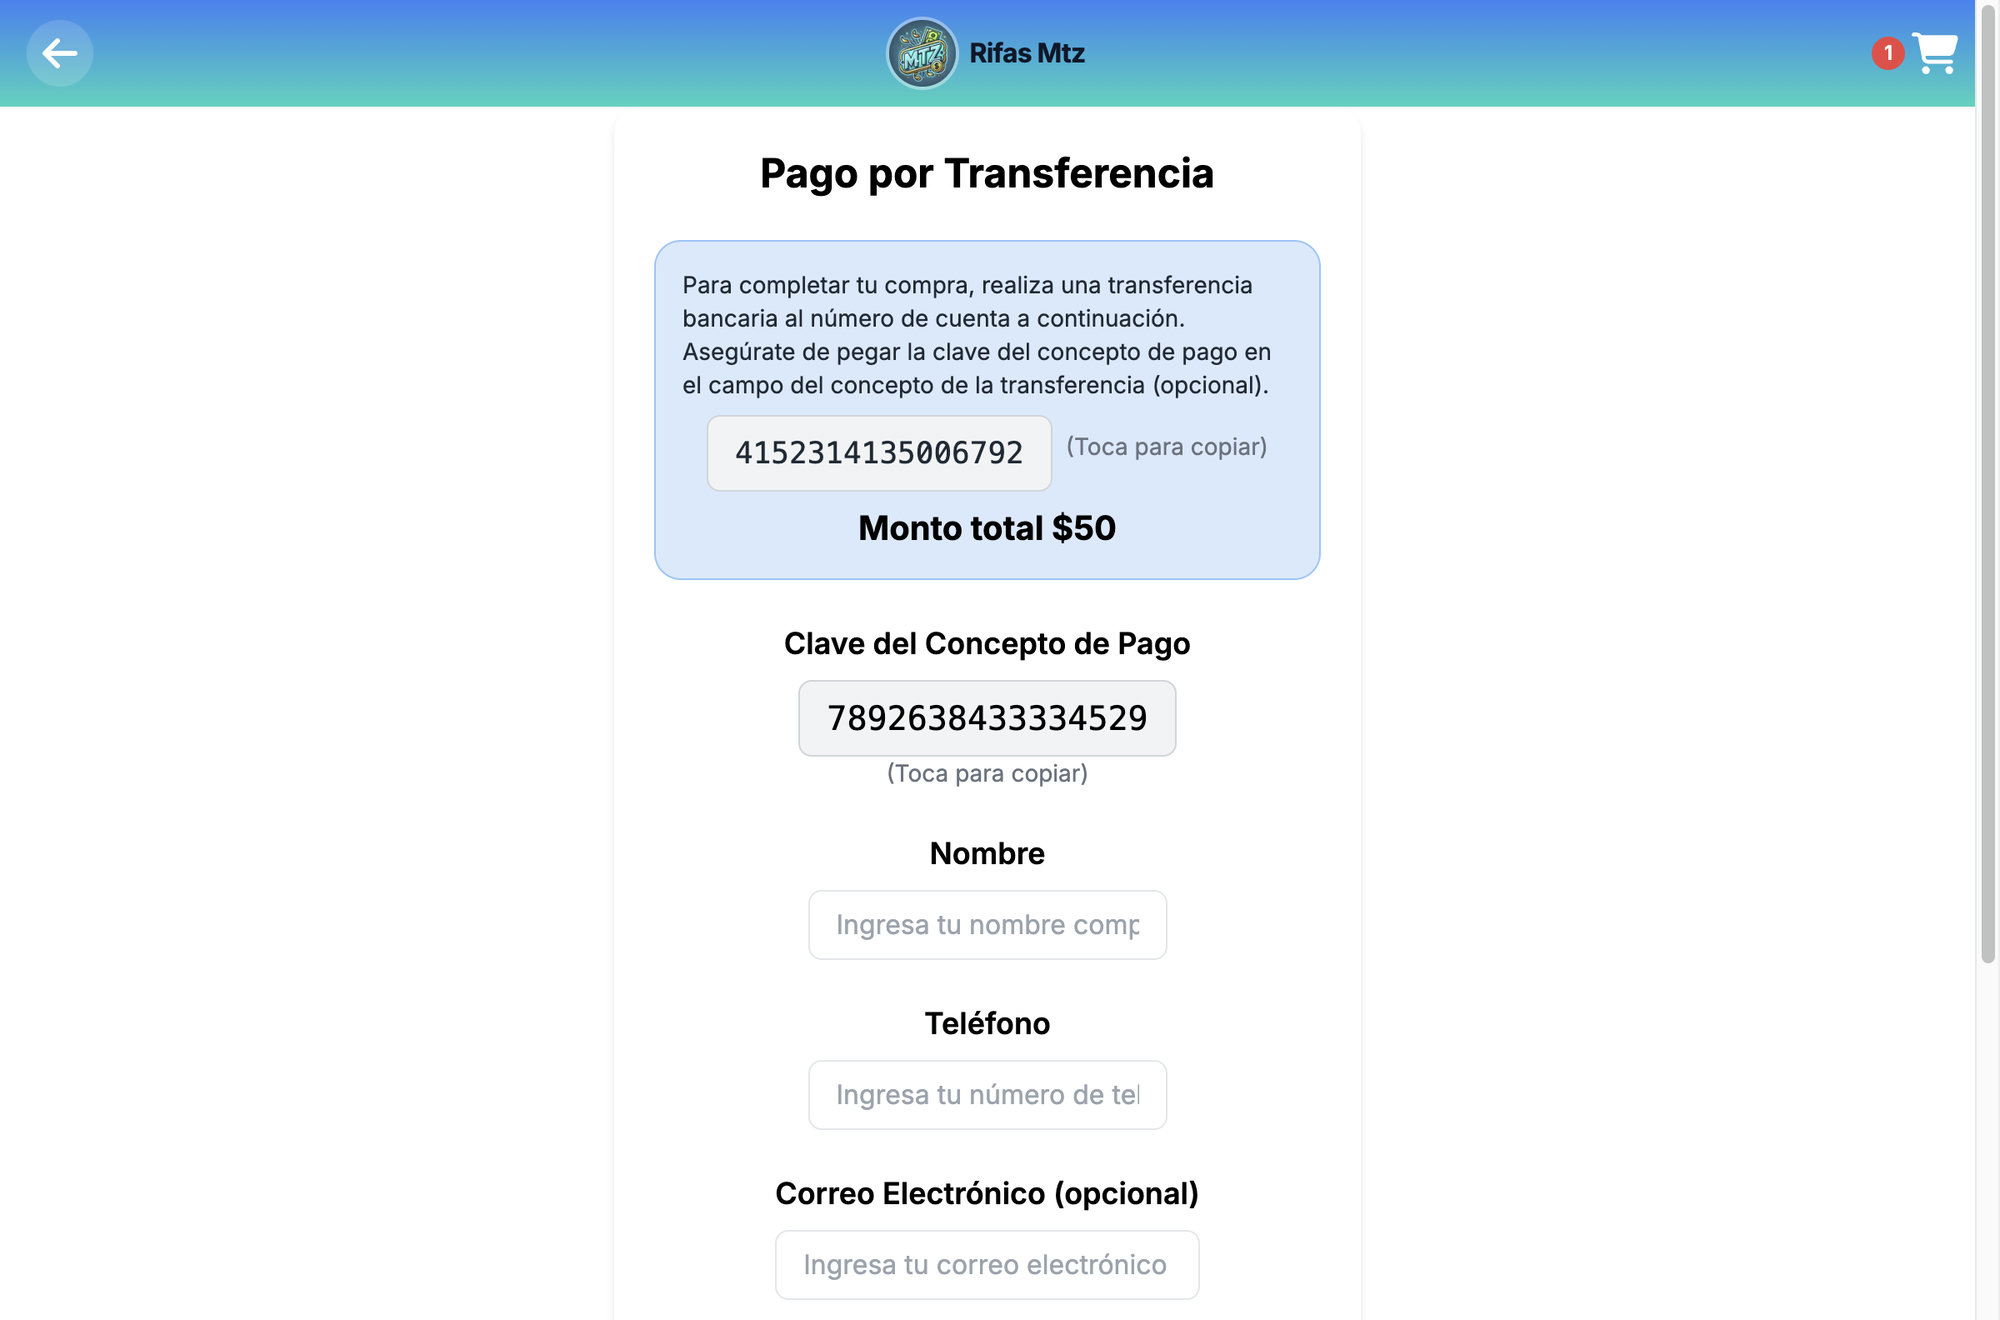 MTZ
Rifas Mtz
1
Pago por Transferencia
Para completar tu compra, realiza una transferencia
bancaria al número de cuenta a continuación.
Asegúrate de pegar la clave del concepto de pago en
el campo del concepto de la transferencia (opcional).
4152314135006792
(Toca para copiar)
Monto total $50
Clave del Concepto de Pago
7892638433334529
(Toca para copiar)
Nombre
Ingresa tu nombre comp
Teléfono
Ingresa tu número de tel
Correo Electrónico (opcional)
Ingresa tu correo electrónico